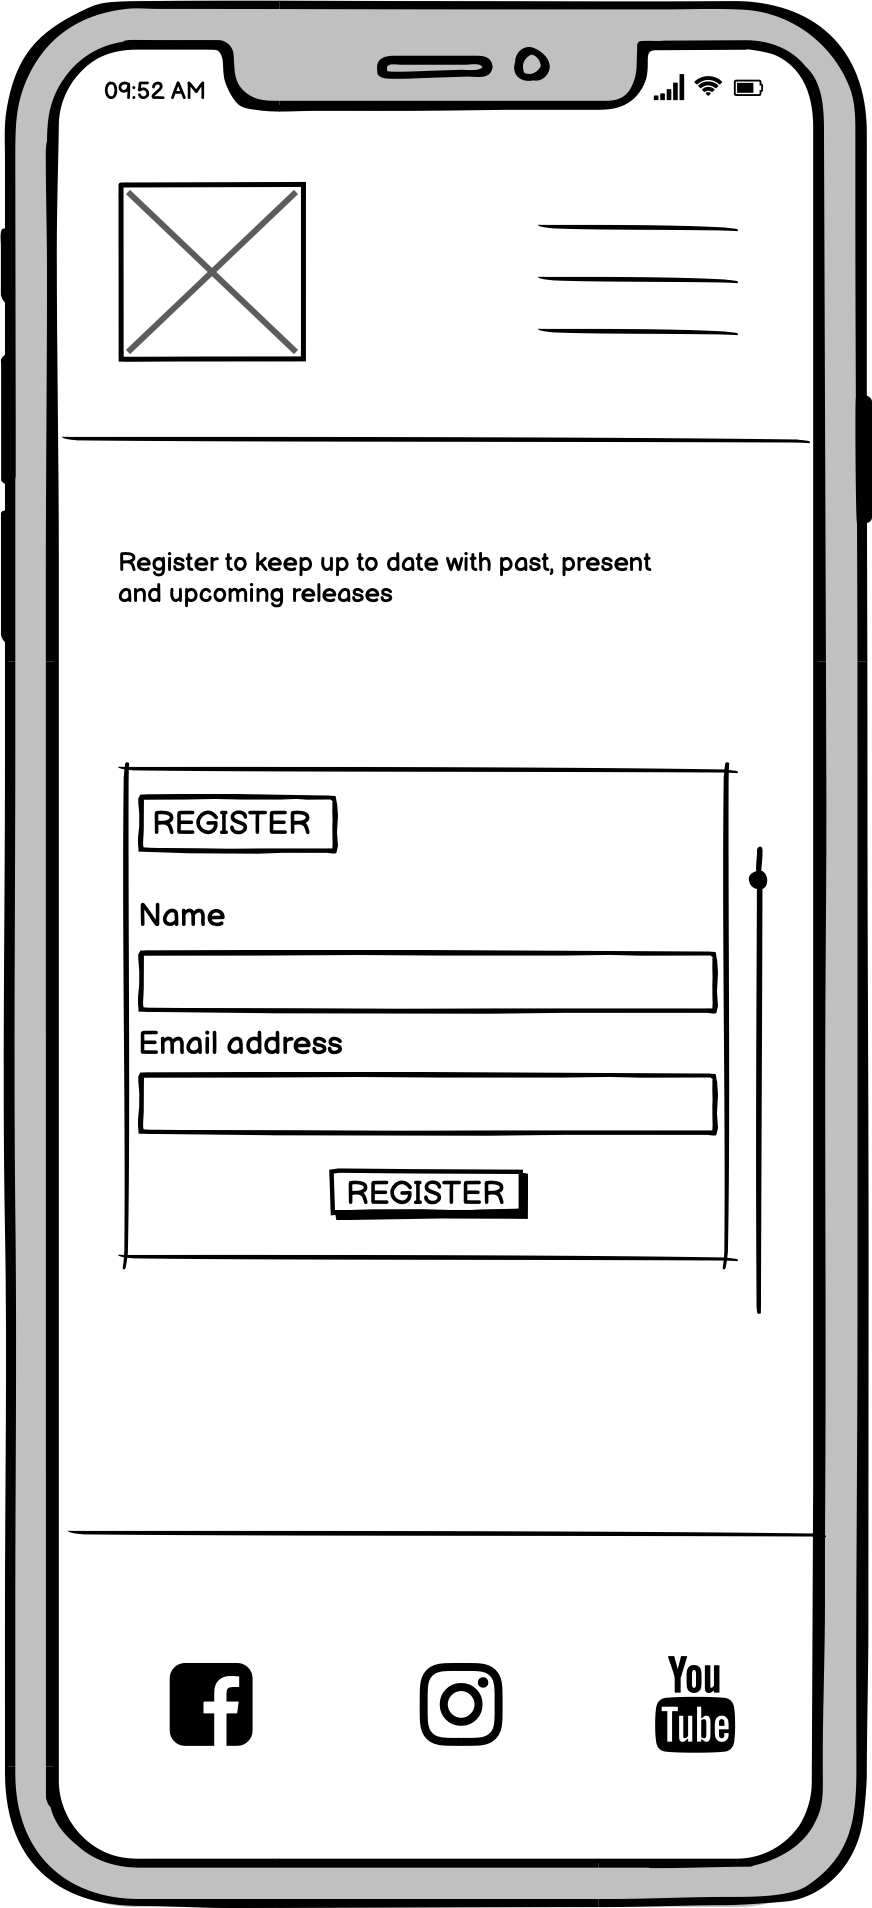 09:52 AM
Register to keep up to date with past, present
and upcoming releases
REGISTER
Name
Email address
REGISTER
You
Tube